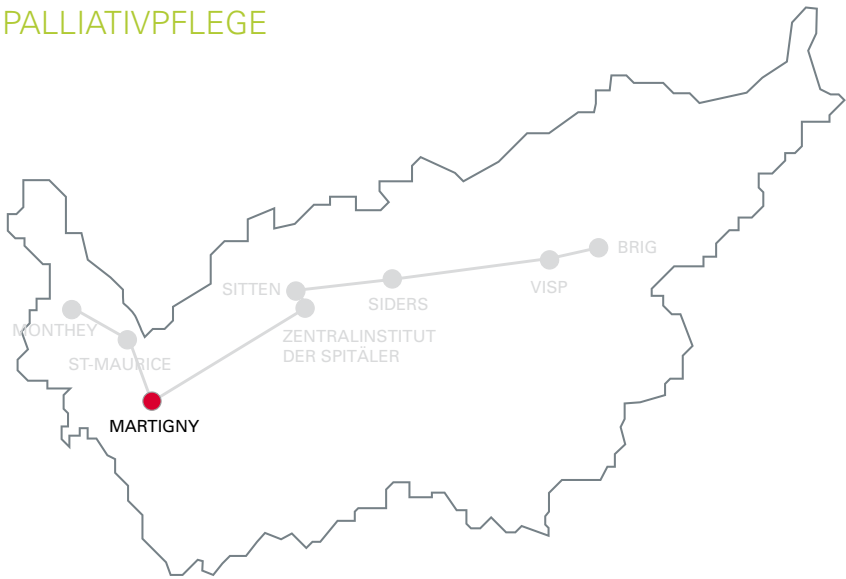 PALLIATIVPFLEGE
BRIG
VISP
SITTEN
SIDERS
MONTHEY
ZENTRALINSTITUT
DER SPITÄLER
ST-MAURICE
MARTIGNY